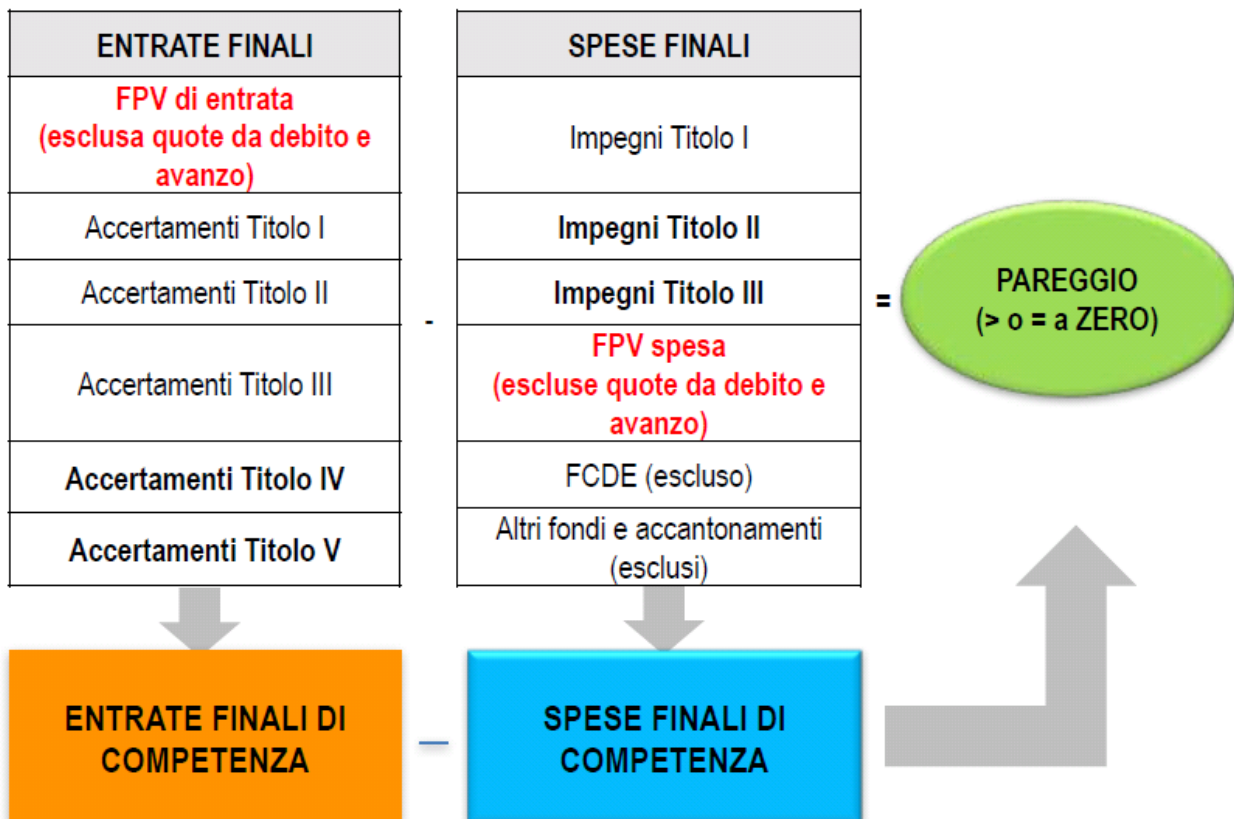 ENTRATE FINALI
FPV di entrata
(esclusa quote da debito e
avanzo)
Accertamenti Titolo I
Accertamenti Titolo II
Accertamenti Titolo III
Accertamenti Titolo IV
Accertamenti Titolo V
-
SPESE FINALI
Impegni Titolo I
Impegni Titolo II
Impegni Titolo III
FPV spesa
(escluse quote da debito e
avanzo)
FCDE (escluso)
Altri fondi e accantonamenti
(esclusi)
=
PAREGGIO
(> o = a ZERO)
ENTRATE FINALI DI
COMPETENZA
–
SPESE FINALI DI
COMPETENZA